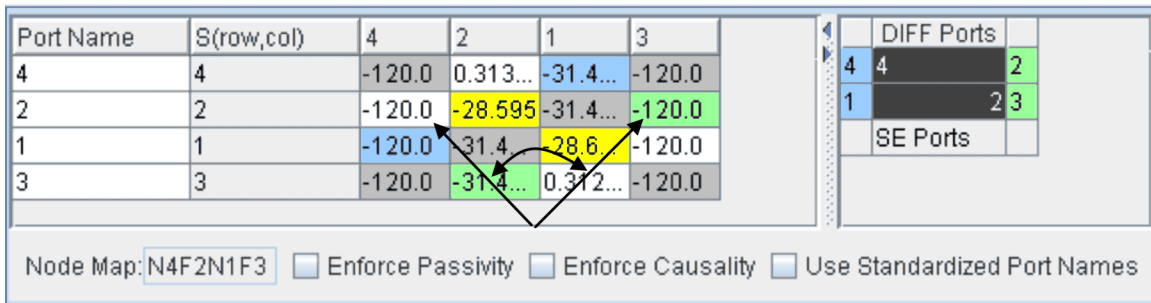 Port Name S(row,col) 4 2 1 3 DIFF Ports
4 4 -120.0 0.313... -31.4... -120.0 4 4 2
2 2 -120.0 -28.595 -31.4... -120.0 1 2 3
1 1 -120.0 -31.4... -28.6... -120.0 SE Ports
3 3 -120.0 -31.4... 0.312... -120.0
Node Map: N4F2N1F3 Enforce Passivity Enforce Causality Use Standardized Port Names